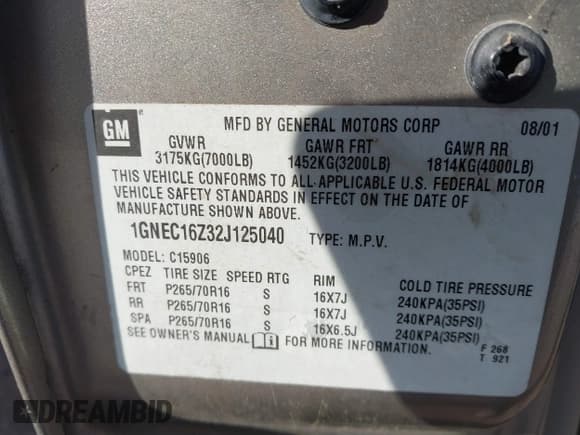 GM
MFD BY GENERAL MOTORS CORP 08/01
GVWR GAWR FRT GAWR RR
3175KG(7000LB) 1452KG(3200LB) 1814KG(4000LB)
THIS VEHICLE CONFORMS TO ALL APPLICABLE U.S. FEDERAL MOTOR
VEHICLE SAFETY STANDARDS IN EFFECT ON THE DATE OF
MANUFACTURE SHOWN ABOVE.
1GNEC16Z32J125040 TYPE: M.P.V.
MODEL: C15906
CPEZ TIRE SIZE SPEED RTG RIM COLD TIRE PRESSURE
FRT P265/70R16 S 16X7J 240KPA(35PSI)
RR P265/70R16 S 16X7J 240KPA(35PSI)
SPA P265/70R16 S 16X6.5J 240KPA(35PSI)
SEE OWNER'S MANUAL i FOR MORE INFORMATION.
F 268
T 921
DREAMBID